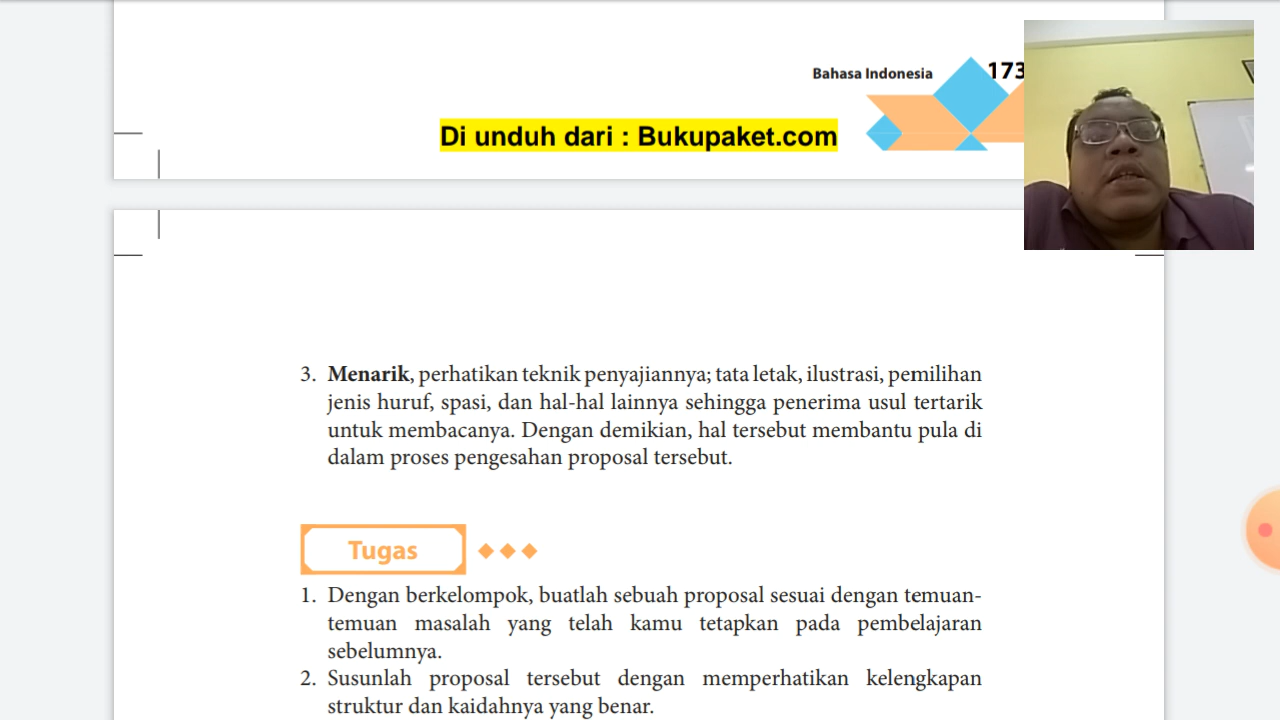 Bahasa Indonesia 173
Di unduh dari : Bukupaket.com
3. Menarik, perhatikan teknik penyajiannya; tata letak, ilustrasi, pemilihan
jenis huruf, spasi, dan hal-hal lainnya sehingga penerima usul tertarik
untuk membacanya. Dengan demikian, hal tersebut membantu pula di
dalam proses pengesahan proposal tersebut.
Tugas
1. Dengan berkelompok, buatlah sebuah proposal sesuai dengan temuan-
temuan masalah yang telah kamu tetapkan pada pembelajaran
sebelumnya.
2. Susunlah proposal tersebut dengan memperhatikan kelengkapan
struktur dan kaidahnya yang benar.